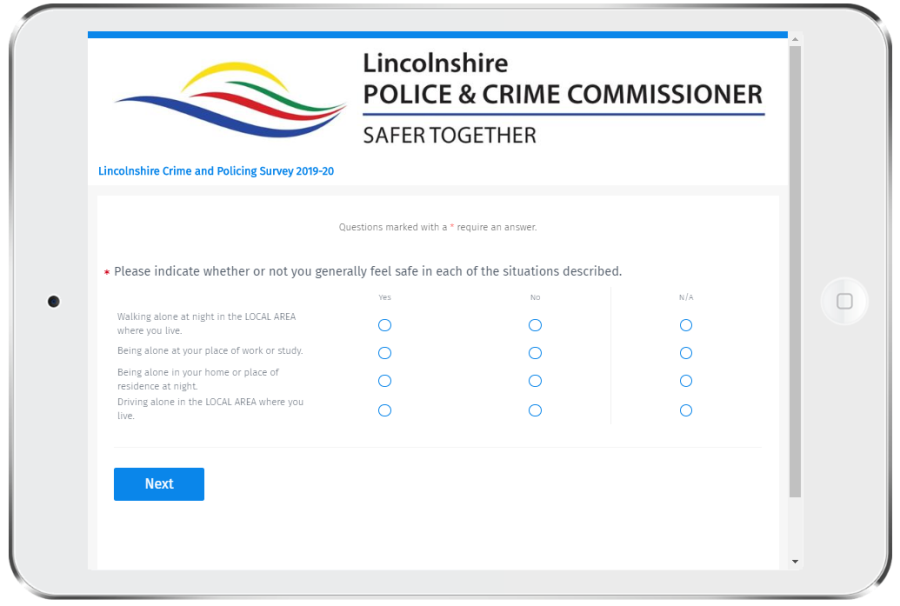 Lincolnshire
POLICE & CRIME COMMISSIONER
SAFER TOGETHER
Lincolnshire Crime and Policing Survey 2019-20
Questions marked with a * require an answer.
* Please indicate whether or not you generally feel safe in each of the situations described.
Yes No N/A
Walking alone at night in the LOCAL AREA
where you live.
Being alone at your place of work or study.
Being alone in your home or place of
residence at night.
Driving alone in the LOCAL AREA where you
live.
Next